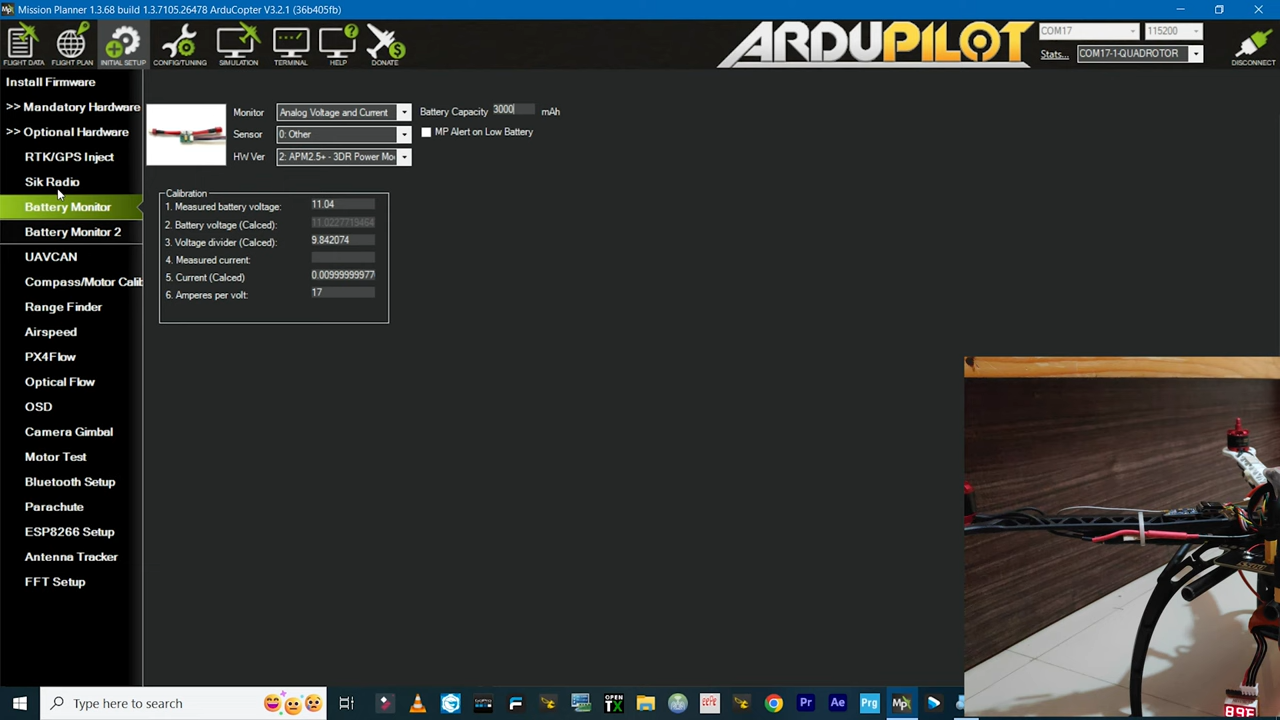 Mission Planner 1.3.68 build 1.3.7105.26478 ArduCopter V3.2.1 (36b405fb)
FLIGHT DATA
FLIGHT PLAN
INITIAL SETUP
CONFIG/TUNING
SIMULATION
TERMINAL
HELP
DONATE
ARDUPILOT
COM17
115200
Stats...
COM17-1-QUADROTOR
DISCONNECT
Install Firmware
>> Mandatory Hardware
>> Optional Hardware
RTK/GPS Inject
Sik Radio
Battery Monitor
Battery Monitor 2
UAVCAN
Compass/Motor Calib
Range Finder
Airspeed
PX4Flow
Optical Flow
OSD
Camera Gimbal
Motor Test
Bluetooth Setup
Parachute
ESP8266 Setup
Antenna Tracker
FFT Setup
Monitor Analog Voltage and Current Battery Capacity 3000 mAh
Sensor 0: Other MP Alert on Low Battery
HW Ver 2: APM2.5+ - 3DR Power Mo
Calibration
1. Measured battery voltage: 11.04
2. Battery voltage (Calced): 11.0227713464
3. Voltage divider (Calced): 9.842074
4. Measured current:
5. Current (Calced) 0.00999999977
6. Amperes per volt: 17
Type here to search